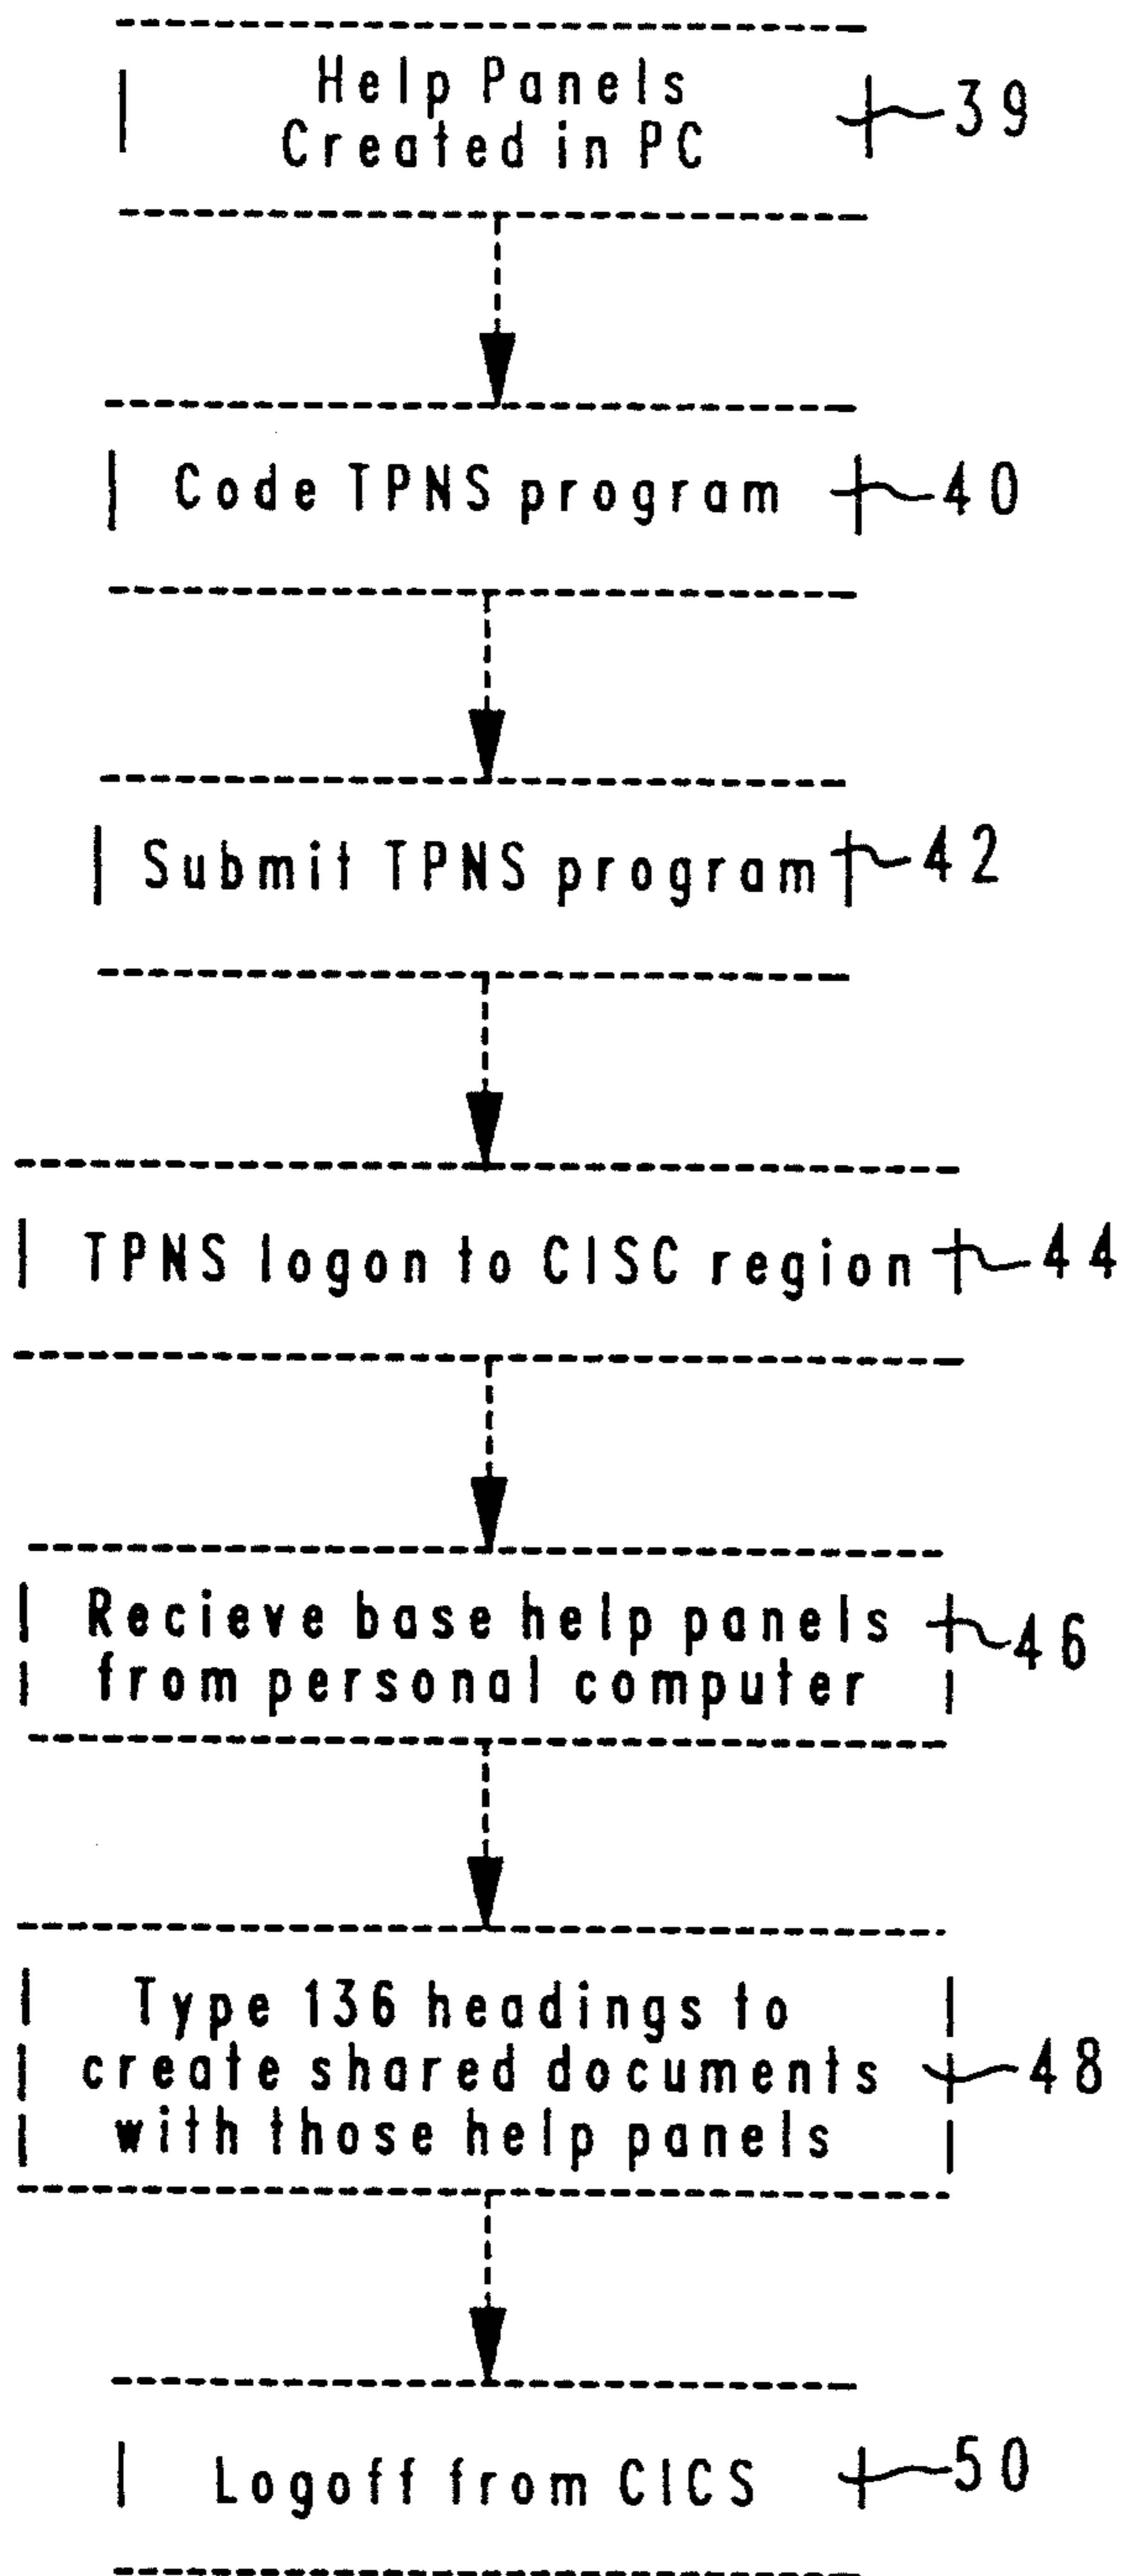 Help Panels
Created in PC
39
Code TPNS program
40
Submit TPNS program
42
TPNS logon to CISC region
44
Recieve base help panels
from personal computer
46
Type 136 headings to
create shared documents
with those help panels
48
Logoff from CICS
50